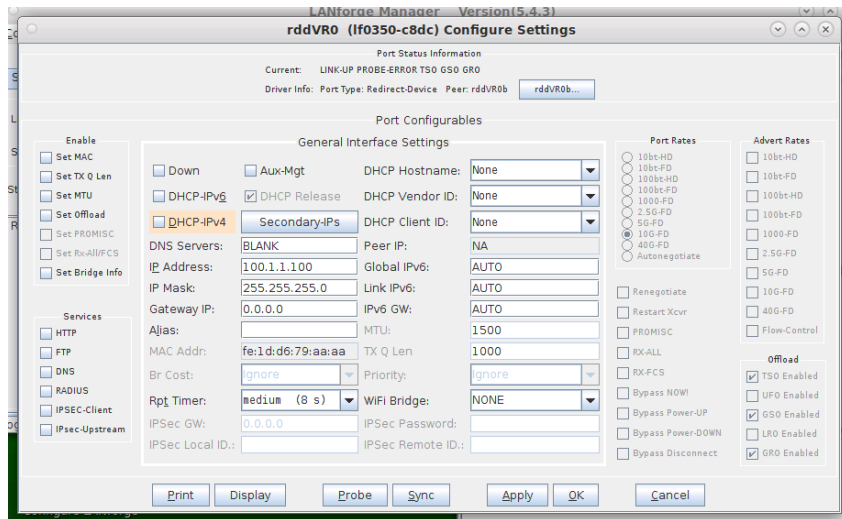 LANforge Manager    Version(5.4.3)
rddVR0  (lf0350-c8dc) Configure Settings
Port Status Information
Current: LINK-UP PROBE-ERROR TSO GSO GRO
Driver Info: Port Type: Redirect-Device Peer: rddVR0b rddVR0b...
Port Configurables
Enable
Set MAC
Set TX Q Len
Set MTU
Set Offload
Set PROMISC
Set Rx-All/FCS
Set Bridge Info
Services
HTTP
FTP
DNS
RADIUS
IPSEC-Client
IPsec-Upstream
General Interface Settings
Down Aux-Mgt DHCP Hostname: None
DHCP-IPv6 DHCP Release DHCP Vendor ID: None
DHCP-IPv4 Secondary-IPs DHCP Client ID: None
DNS Servers: BLANK Peer IP: NA
IP Address: 100.1.1.100 Global IPv6: AUTO
IP Mask: 255.255.255.0 Link IPv6: AUTO
Gateway IP: 0.0.0.0 IPv6 GW: AUTO
Alias: MTU: 1500
MAC Addr: fe:1d:d6:79:aa:aa TX Q Len 1000
Br Cost: Ignore Priority: Ignore
Rpt Timer: medium (8 s) WiFi Bridge: NONE
IPSec GW: 0.0.0.0 IPSec Password:
IPSec Local ID.: IPSec Remote ID.:
Port Rates
10bt-HD
10bt-FD
100bt-HD
100bt-FD
1000-FD
2.5G-FD
5G-FD
10G-FD
40G-FD
Autonegotiate
Renegotiate
Restart Xcvr
PROMISC
RX-ALL
RX-FCS
Bypass NOW!
Bypass Power-UP
Bypass Power-DOWN
Bypass Disconnect
Advert Rates
10bt-HD
10bt-FD
100bt-HD
100bt-FD
1000-FD
2.5G-FD
5G-FD
10G-FD
40G-FD
Flow-Control
Offload
TSO Enabled
UFO Enabled
GSO Enabled
LRO Enabled
GRO Enabled
Print Display Probe Sync Apply OK Cancel